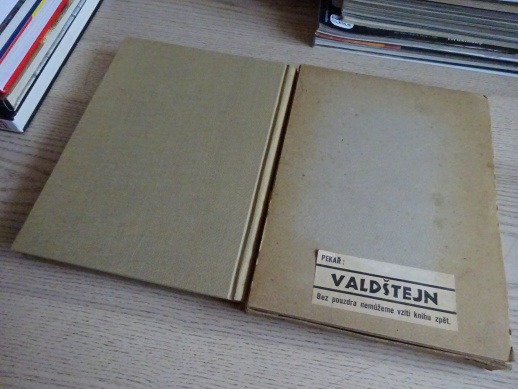 PEKAŘ:
VALDŠTEJN
Bez pouzdra nemůžeme vzíti knihu zpět.